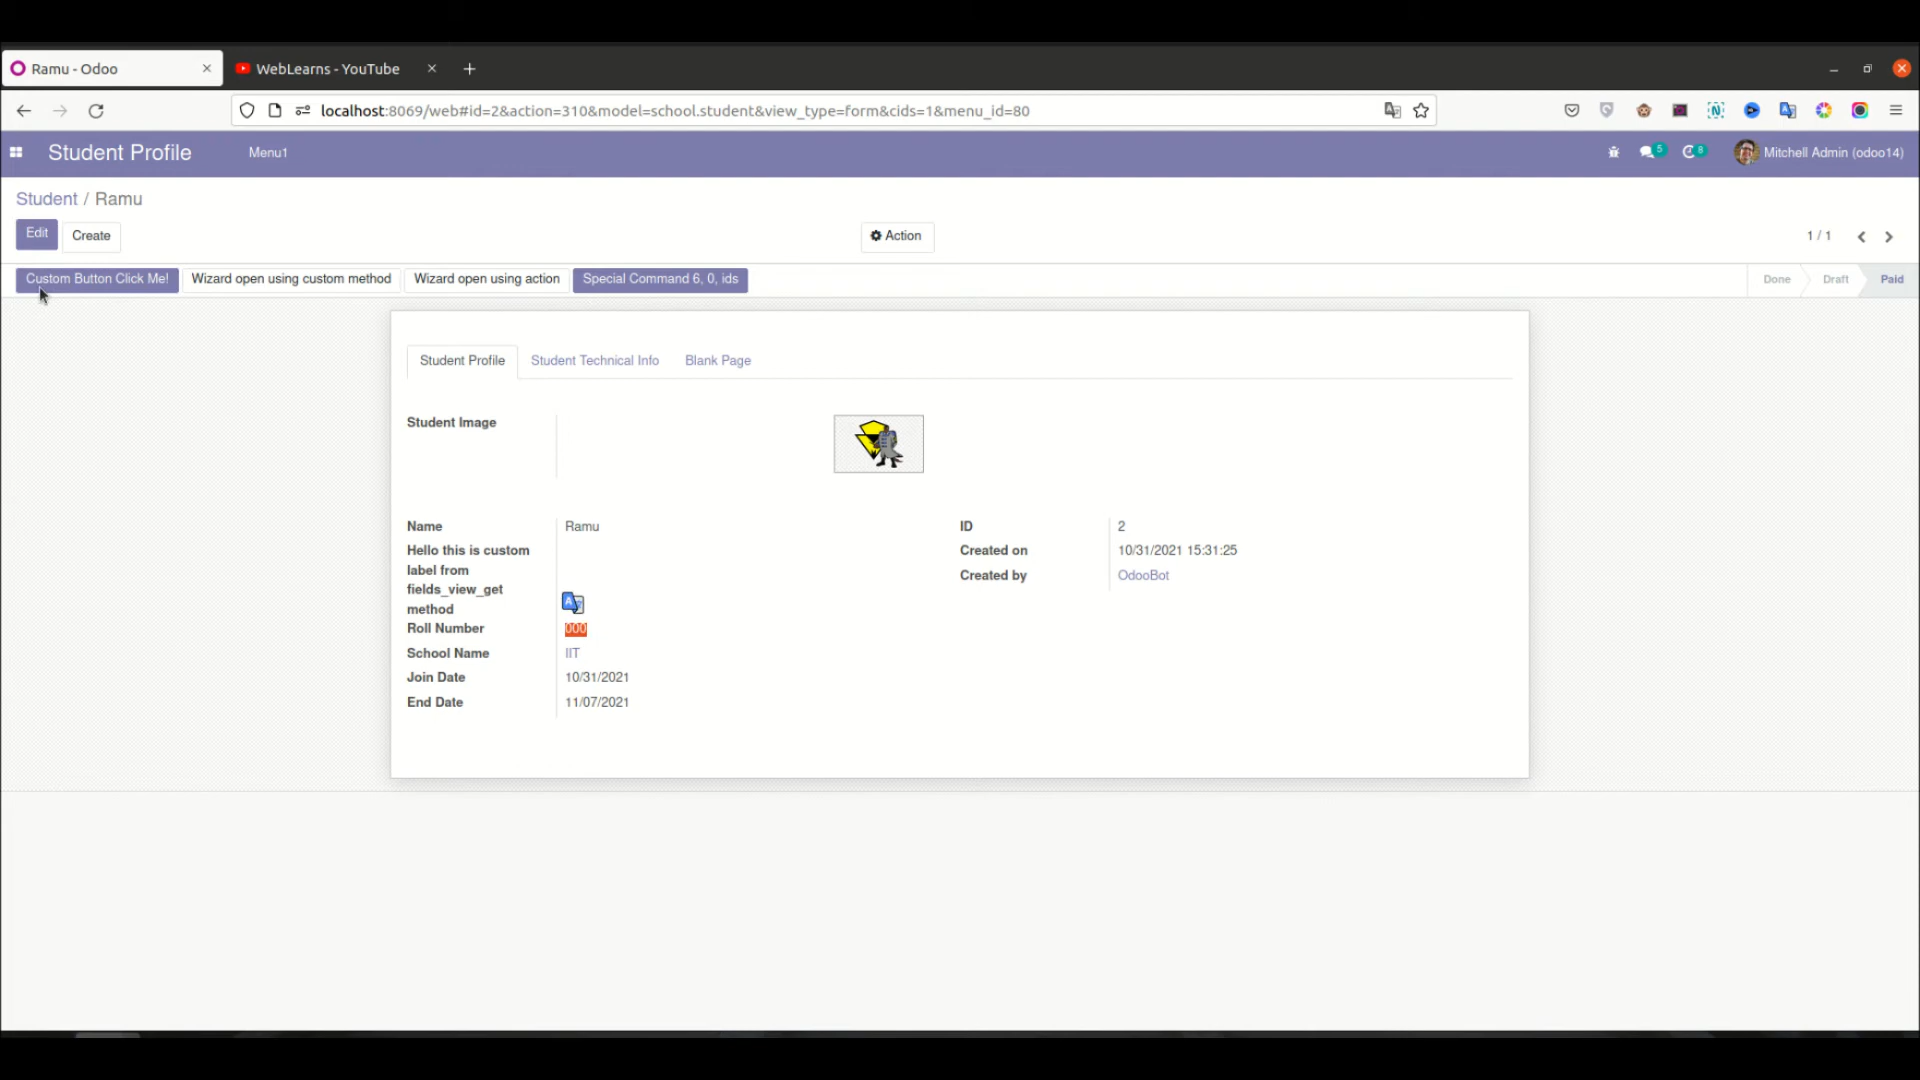 Ramu - Odoo
WebLearns - YouTube
localhost:8069/web#id=2&action=310&model=school.student&view_type=form&cids=1&menu_id=80
Student Profile
Menu1
5
8
Mitchell Admin (odoo14)
Student / Ramu
Edit
Create
Action
1 / 1
Custom Button Click Me!
Wizard open using custom method
Wizard open using action
Special Command 6, 0, ids
Done
Draft
Paid
Student Profile
Student Technical Info
Blank Page
Student Image
Name
Ramu
Hello this is custom
label from
fields_view_get
method
Roll Number
000
School Name
IIT
Join Date
10/31/2021
End Date
11/07/2021
ID
2
Created on
10/31/2021 15:31:25
Created by
OdooBot